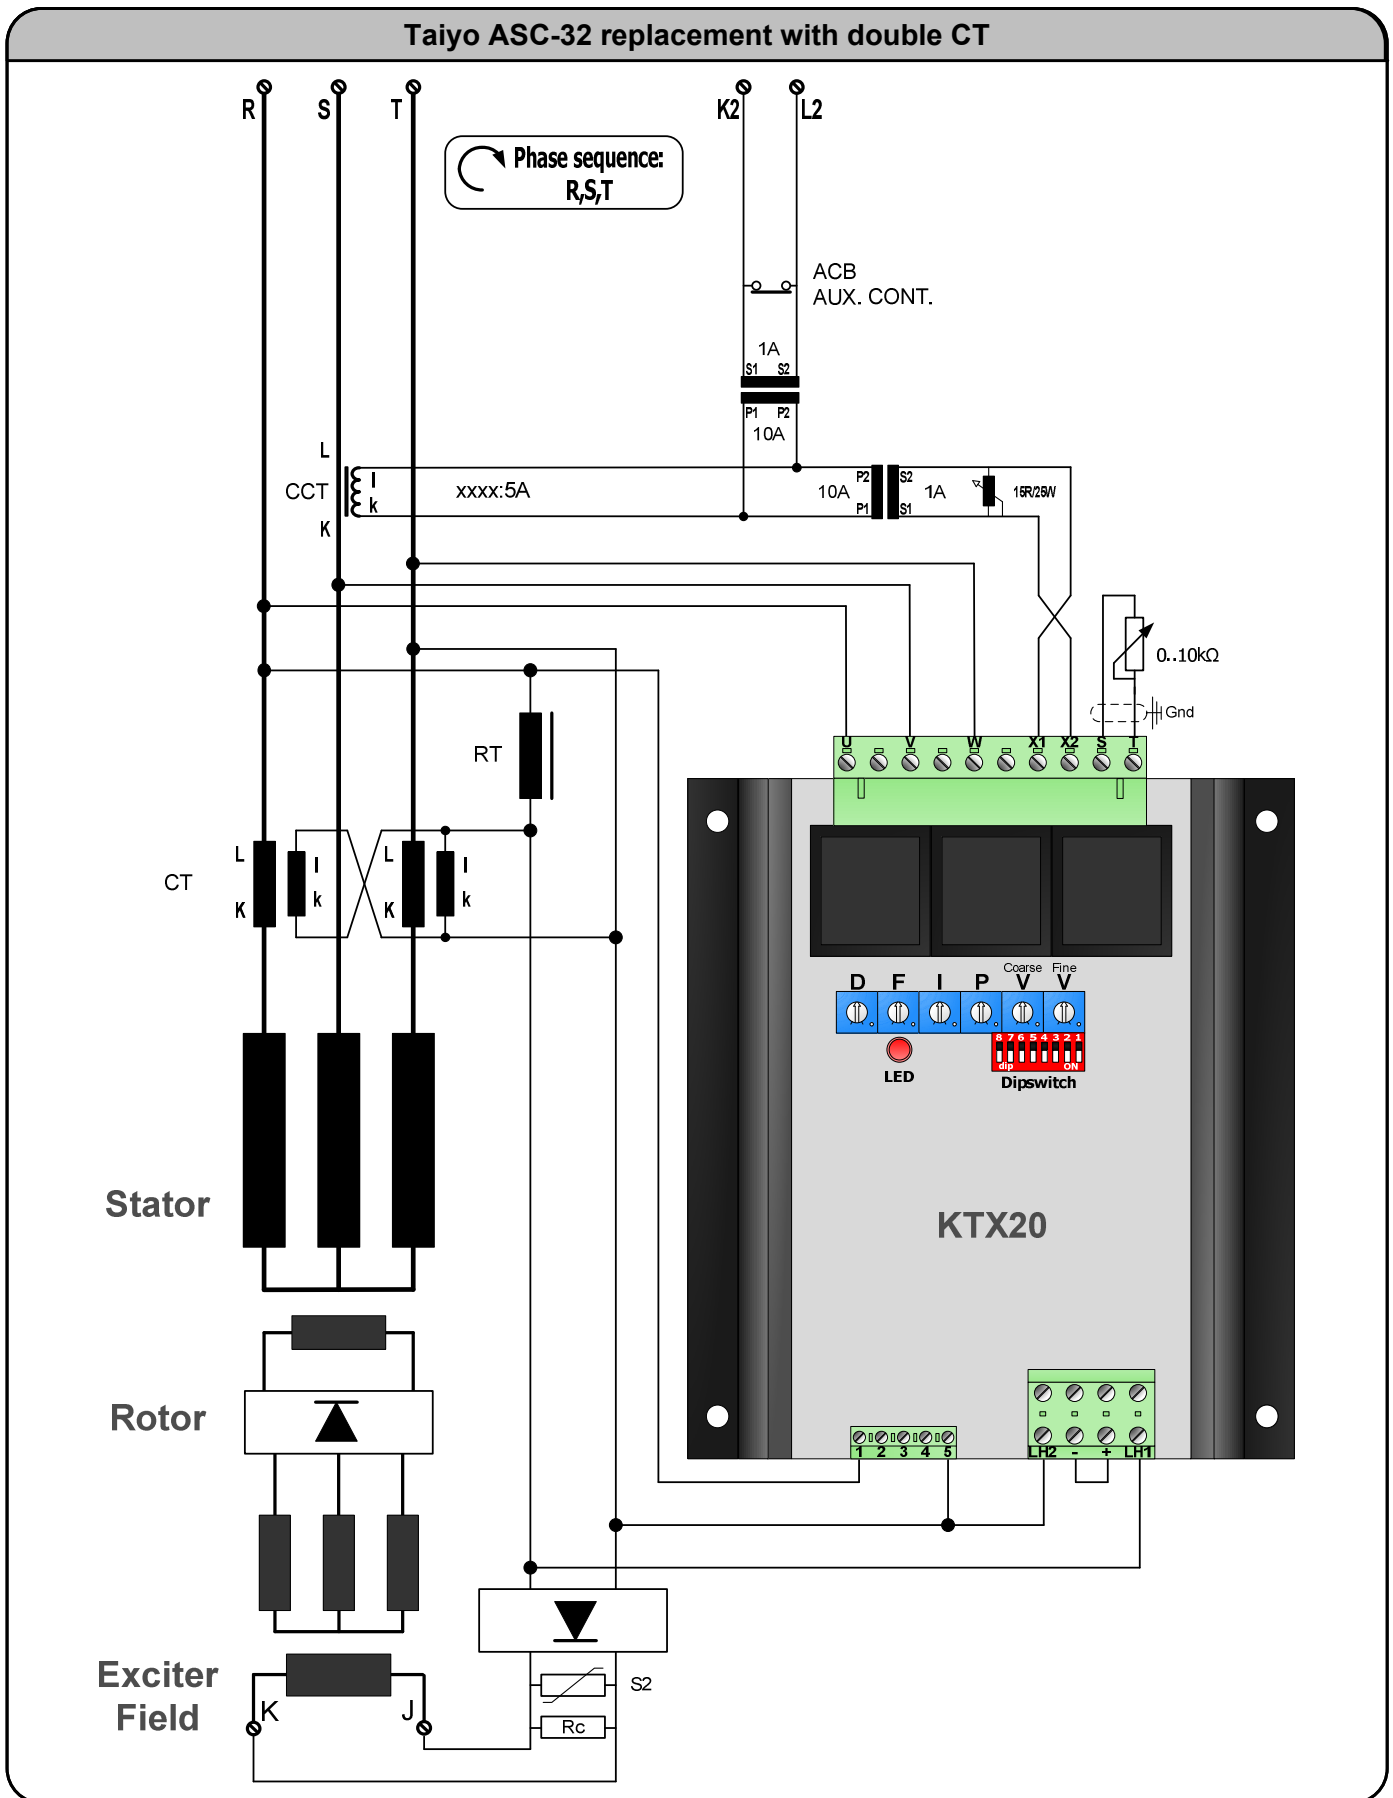 Taiyo ASC-32 replacement with double CT
R S T K2 L2
Phase sequence:
R,S,T
ACB
AUX. CONT.
1A
S1 S2
P1 P2
10A
L
CCT
K
l
k
xxxx:5A
10A
P2
P1
S2
S1
1A
15R/25W
0..10kΩ
Gnd
RT
U V W X1 X2 S T
CT
L
K
l
k
L
K
l
k
Coarse Fine
D F I P V V
8 7 6 5 4 3 2 1
dip ON
LED
Dipswitch
Stator
KTX20
Rotor
1 2 3 4 5
LH2 - + LH1
Exciter
Field
K J
S2
Rc